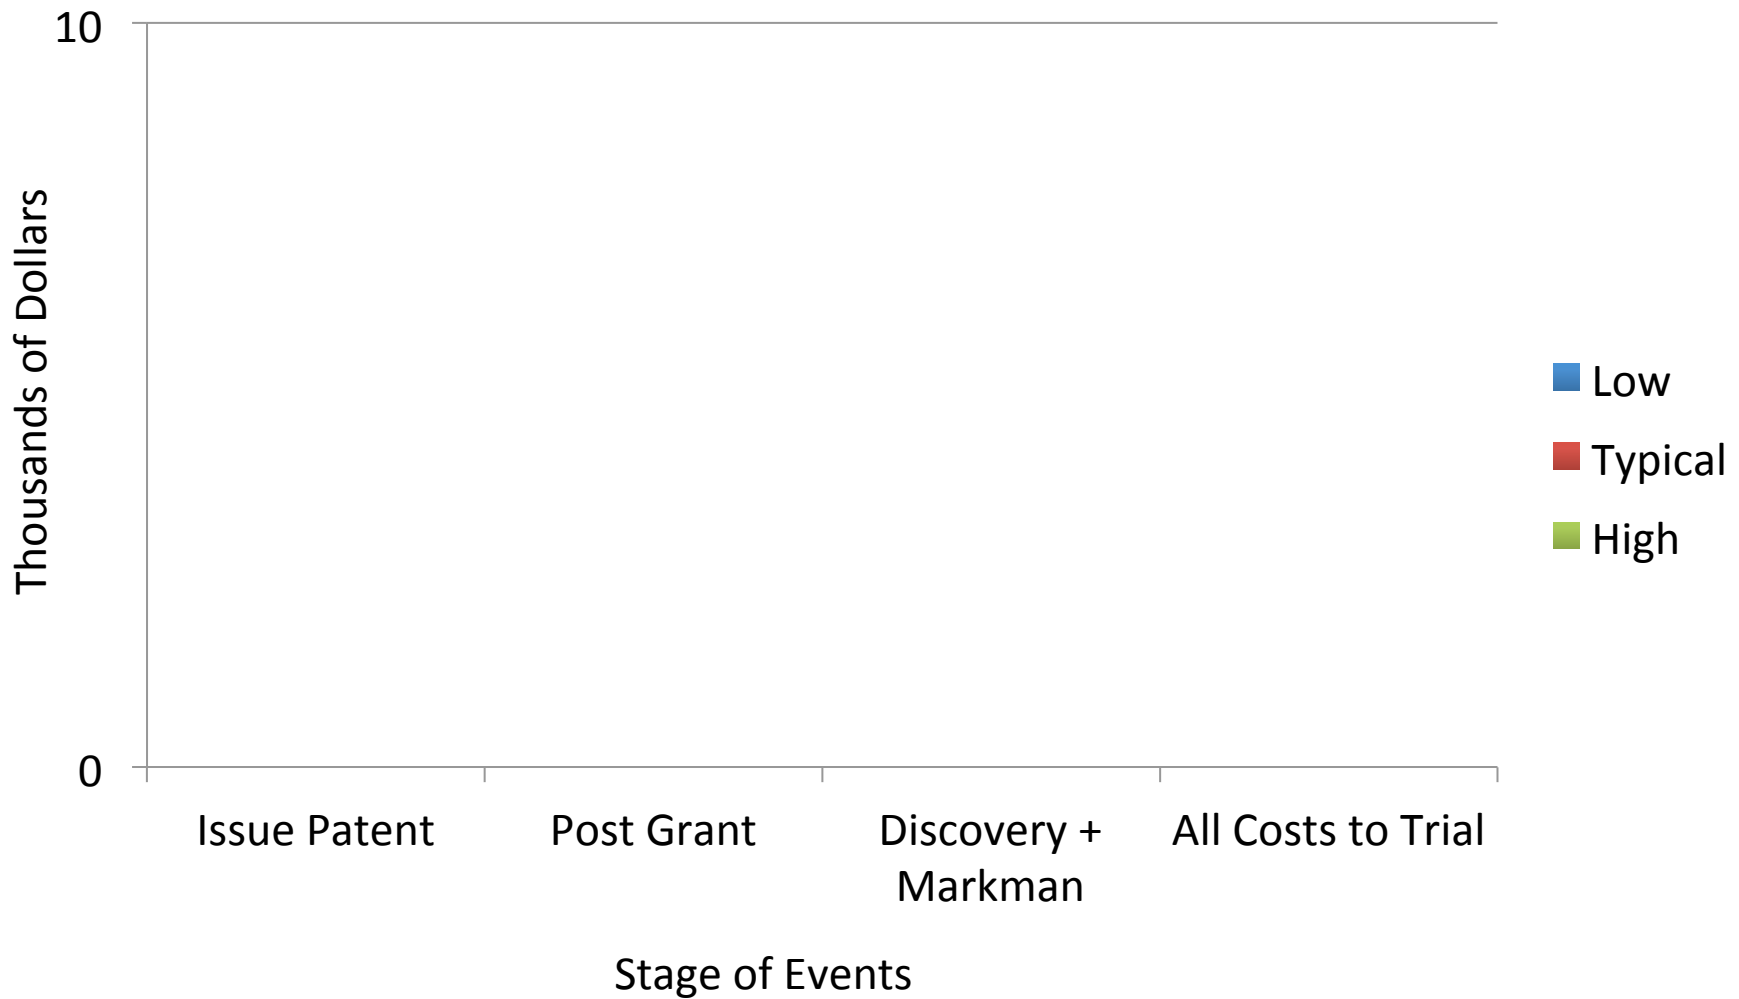 10
Thousands of Dollars
0
Issue Patent
Post Grant
Discovery +
Markman
All Costs to Trial
Stage of Events
Low
Typical
High